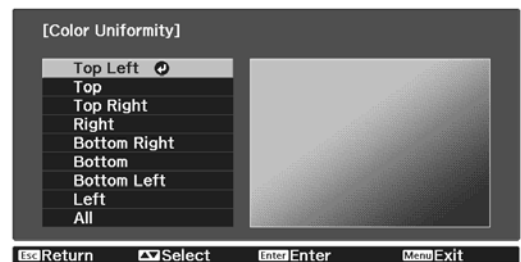 [Color Uniformity]
Top Left
Top
Top Right
Right
Bottom Right
Bottom
Bottom Left
Left
All
Esc Return Select Enter Enter Menu Exit